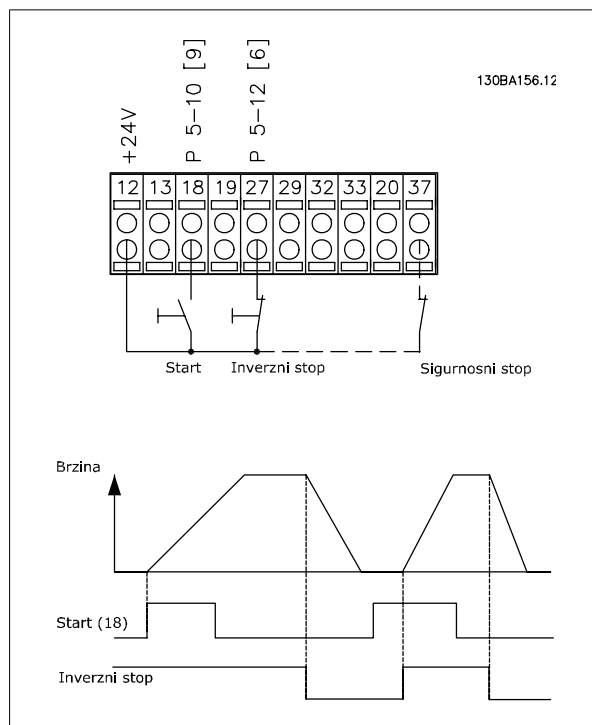 130BA156.12
+24V
P 5-10 [9]
P 5-12 [6]
12 13 18 19 27 29 32 33 20 37
Start Inverzni stop Sigurnosni stop
Brzina
Start (18)
Inverzni stop